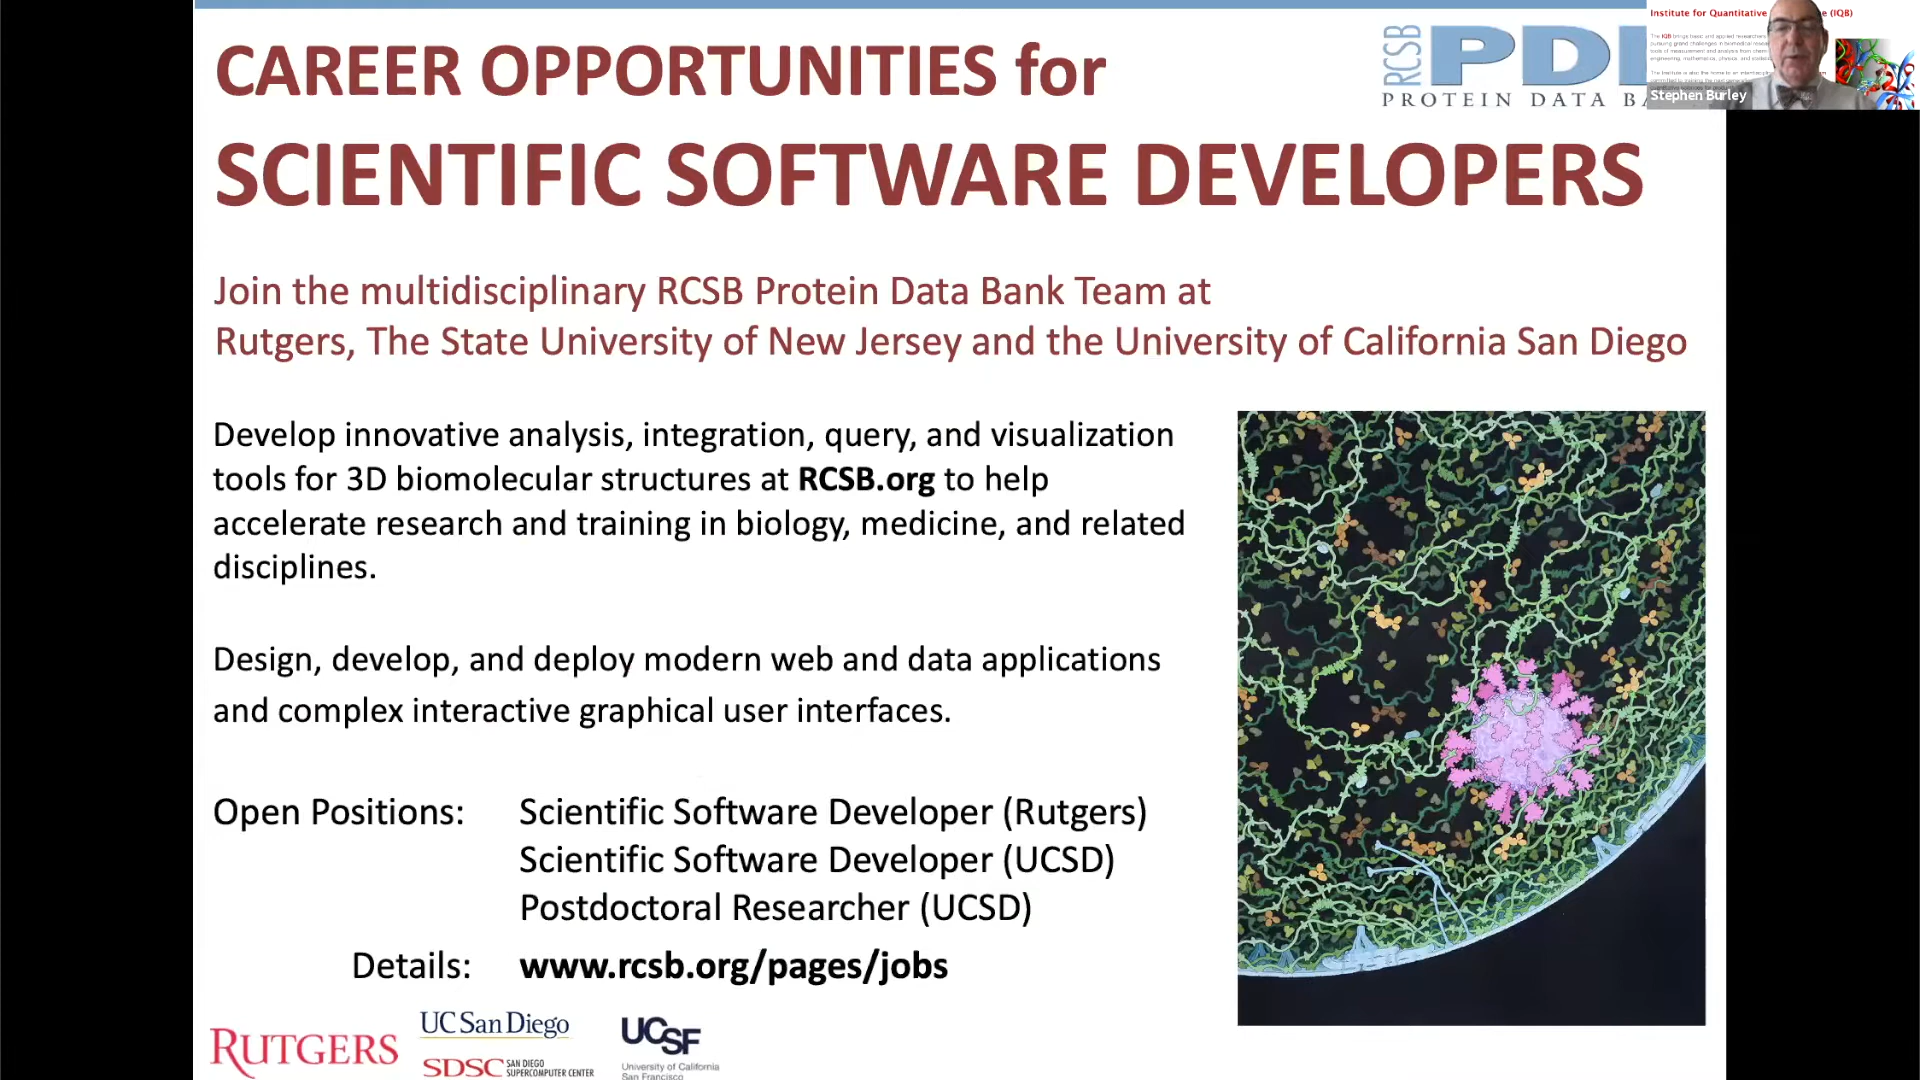 CAREER OPPORTUNITIES for
SCIENTIFIC SOFTWARE DEVELOPERS
RCSB
PD
PROTEIN DATA BA
Institute for Quantitative
e (IQB)
Stephen Burley
Join the multidisciplinary RCSB Protein Data Bank Team at
Rutgers, The State University of New Jersey and the University of California San Diego
Develop innovative analysis, integration, query, and visualization
tools for 3D biomolecular structures at RCSB.org to help
accelerate research and training in biology, medicine, and related
disciplines.
Design, develop, and deploy modern web and data applications
and complex interactive graphical user interfaces.
Open Positions: Scientific Software Developer (Rutgers)
Scientific Software Developer (UCSD)
Postdoctoral Researcher (UCSD)
Details: www.rcsb.org/pages/jobs
RUTGERS
UC San Diego
SDSC SAN DIEGO
SUPERCOMPUTER CENTER
UCSF
University of California
San Francisco